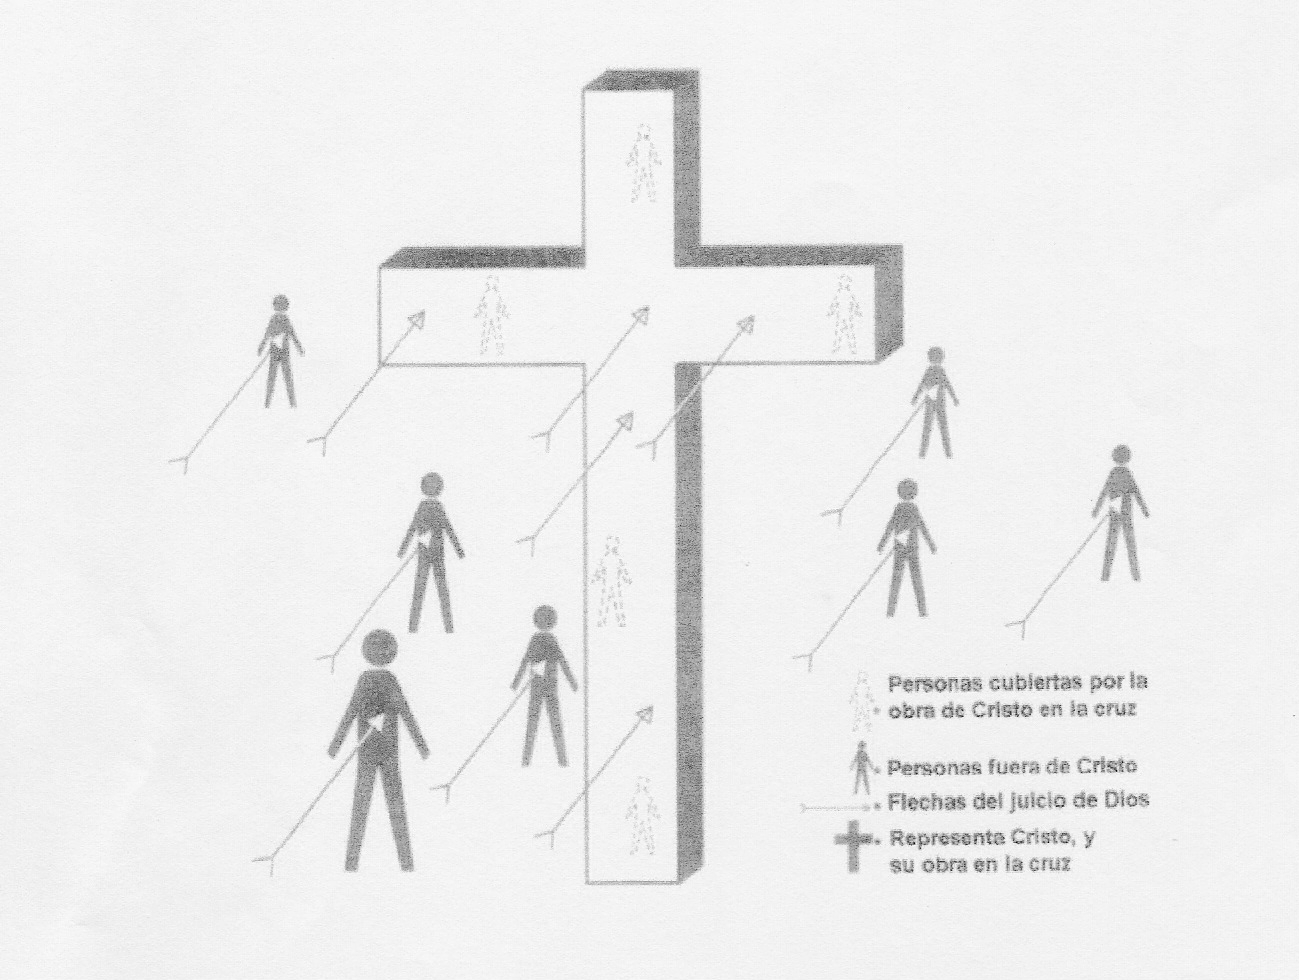 Personas cubiertas por la
obra de Cristo en la cruz
Personas fuera de Cristo
Flechas del juicio de Dios
Representa Cristo, y
su obra en la cruz